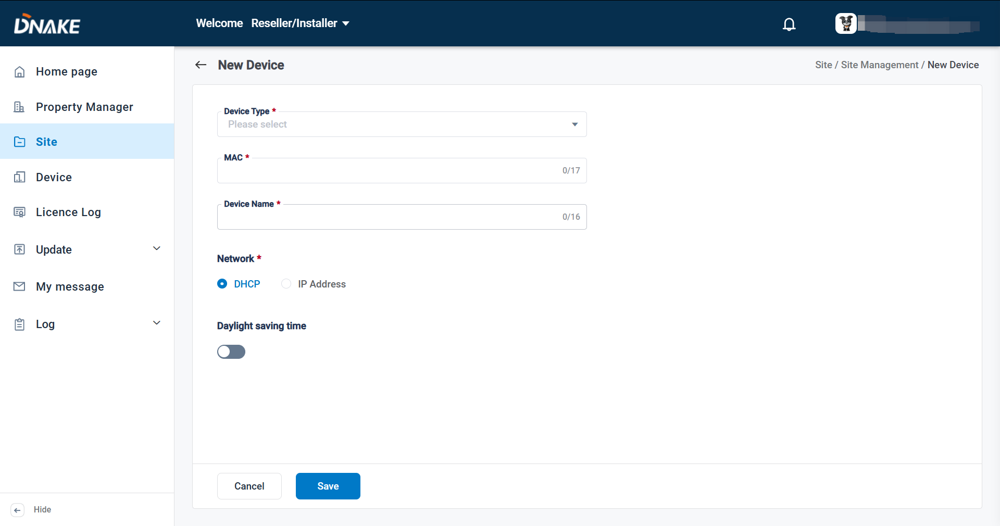 DNAKE
Welcome Reseller/Installer
Home page
Property Manager
Site
Device
Licence Log
Update
My message
Log
Hide
New Device
Site / Site Management / New Device
Device Type *
Please select
MAC *
0/17
Device Name *
0/16
Network *
DHCP IP Address
Daylight saving time
Cancel Save